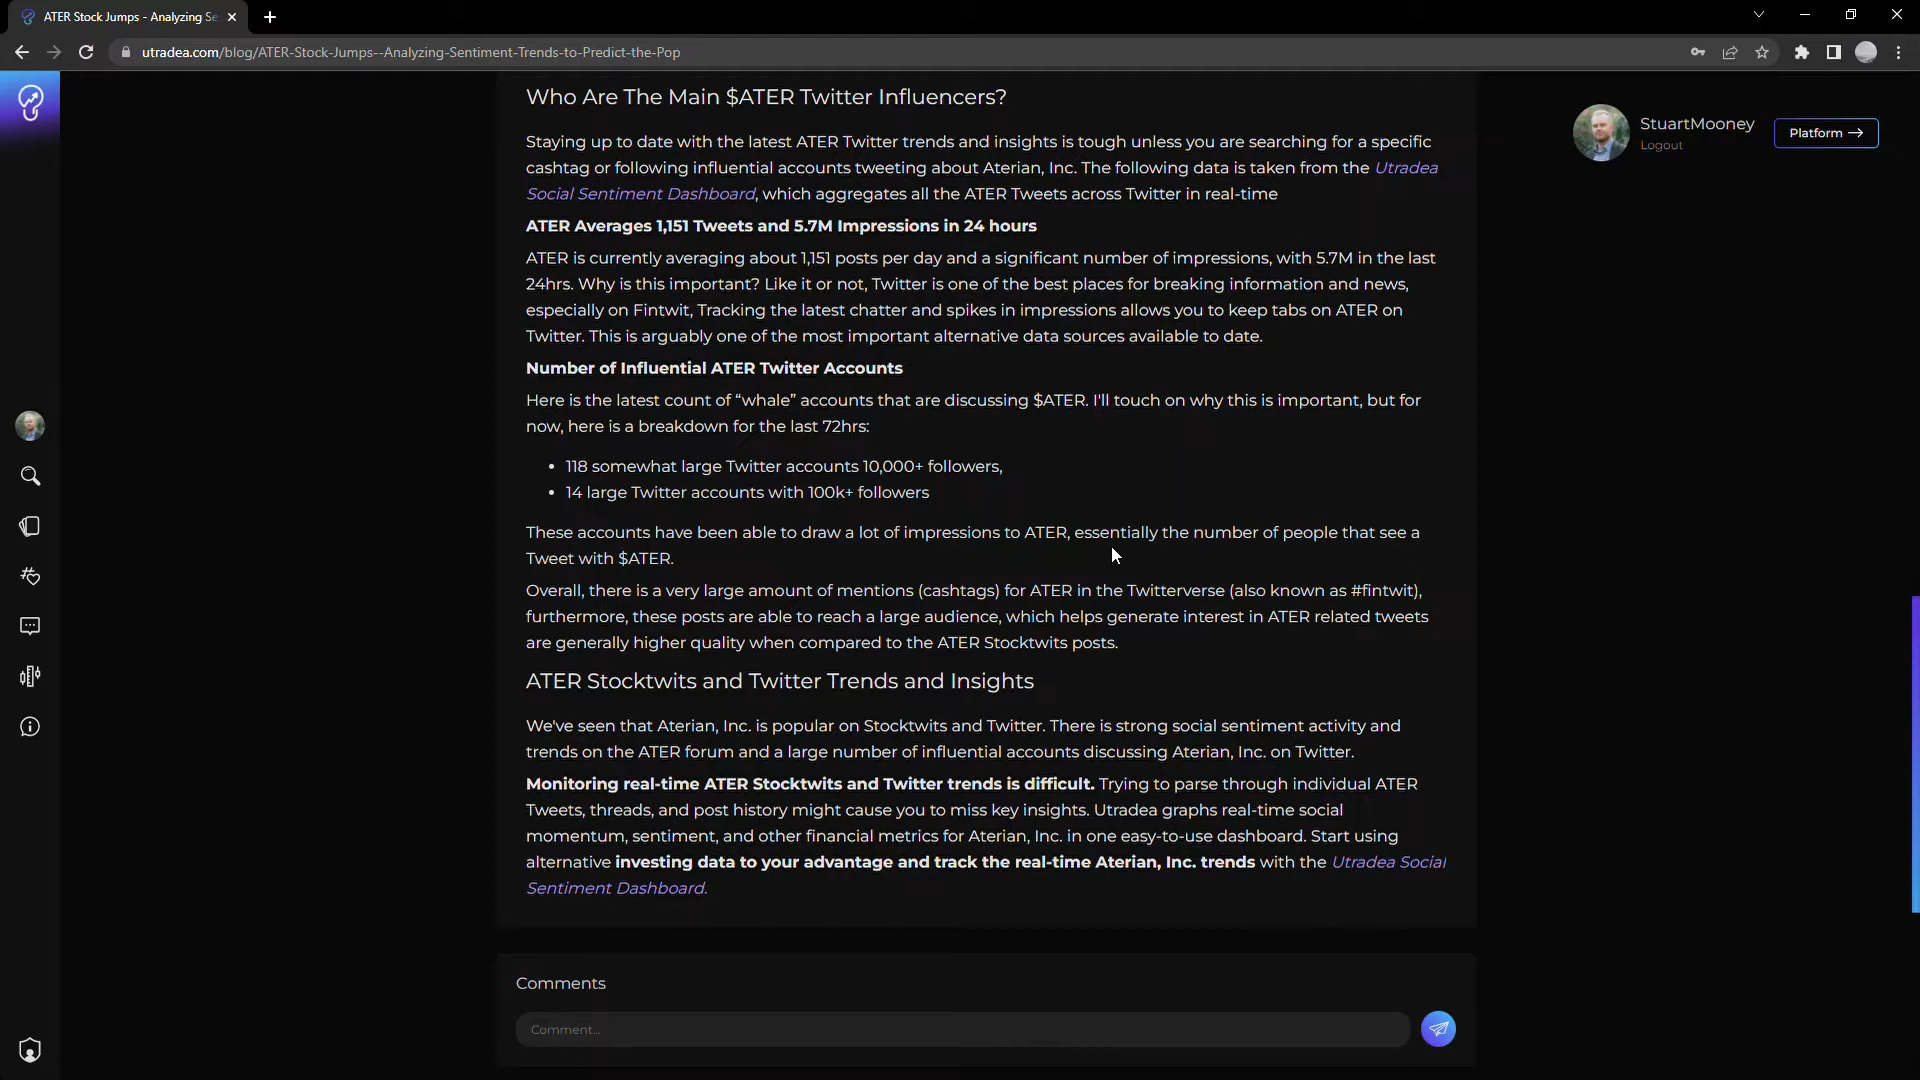 ATER Stock Jumps - Analyzing Se
utradea.com/blog/ATER-Stock-Jumps--Analyzing-Sentiment-Trends-to-Predict-the-Pop
StuartMooney
Logout
Platform →
Who Are The Main $ATER Twitter Influencers?
Staying up to date with the latest ATER Twitter trends and insights is tough unless you are searching for a specific
cashtag or following influential accounts tweeting about Aterian, Inc. The following data is taken from the Utradea
Social Sentiment Dashboard, which aggregates all the ATER Tweets across Twitter in real-time
ATER Averages 1,151 Tweets and 5.7M Impressions in 24 hours
ATER is currently averaging about 1,151 posts per day and a significant number of impressions, with 5.7M in the last
24hrs. Why is this important? Like it or not, Twitter is one of the best places for breaking information and news,
especially on Fintwit, Tracking the latest chatter and spikes in impressions allows you to keep tabs on ATER on
Twitter. This is arguably one of the most important alternative data sources available to date.
Number of Influential ATER Twitter Accounts
Here is the latest count of “whale” accounts that are discussing $ATER. I'll touch on why this is important, but for
now, here is a breakdown for the last 72hrs:
• 118 somewhat large Twitter accounts 10,000+ followers,
• 14 large Twitter accounts with 100k+ followers
These accounts have been able to draw a lot of impressions to ATER, essentially the number of people that see a
Tweet with $ATER.
Overall, there is a very large amount of mentions (cashtags) for ATER in the Twitterverse (also known as #fintwit),
furthermore, these posts are able to reach a large audience, which helps generate interest in ATER related tweets
are generally higher quality when compared to the ATER Stocktwits posts.
ATER Stocktwits and Twitter Trends and Insights
We've seen that Aterian, Inc. is popular on Stocktwits and Twitter. There is strong social sentiment activity and
trends on the ATER forum and a large number of influential accounts discussing Aterian, Inc. on Twitter.
Monitoring real-time ATER Stocktwits and Twitter trends is difficult. Trying to parse through individual ATER
Tweets, threads, and post history might cause you to miss key insights. Utradea graphs real-time social
momentum, sentiment, and other financial metrics for Aterian, Inc. in one easy-to-use dashboard. Start using
alternative investing data to your advantage and track the real-time Aterian, Inc. trends with the Utradea Social
Sentiment Dashboard.
Comments
Comment...